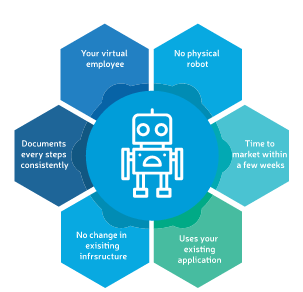 Your virtual
employee
No physical
robot
Documents
every steps
consistently
Time to
market within
a few weeks
No change in
exisiting
infrsructure
Uses your
existing
application